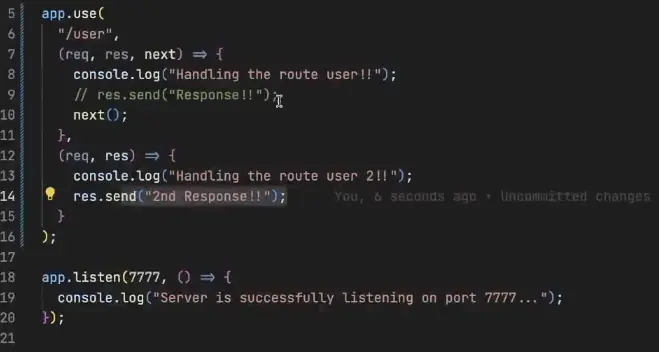 5 app.use(
6 "/user",
7 (req, res, next) => {
8 console.log("Handling the route user!!");
9 // res.send("Response!!");
10 next();
11 },
12 (req, res) => {
13 console.log("Handling the route user 2!!");
14 res.send("2nd Response!!"); You, 6 seconds ago • Uncommitted changes
15 }
16 );
17
18 app.listen(7777, () => {
19 console.log("Server is successfully listening on port 7777...");
20 });
21